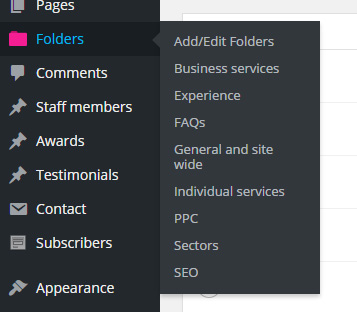 Pages
Folders
Comments
Staff members
Awards
Testimonials
Contact
Subscribers
Appearance
Add/Edit Folders
Business services
Experience
FAQs
General and site
wide
Individual services
PPC
Sectors
SEO